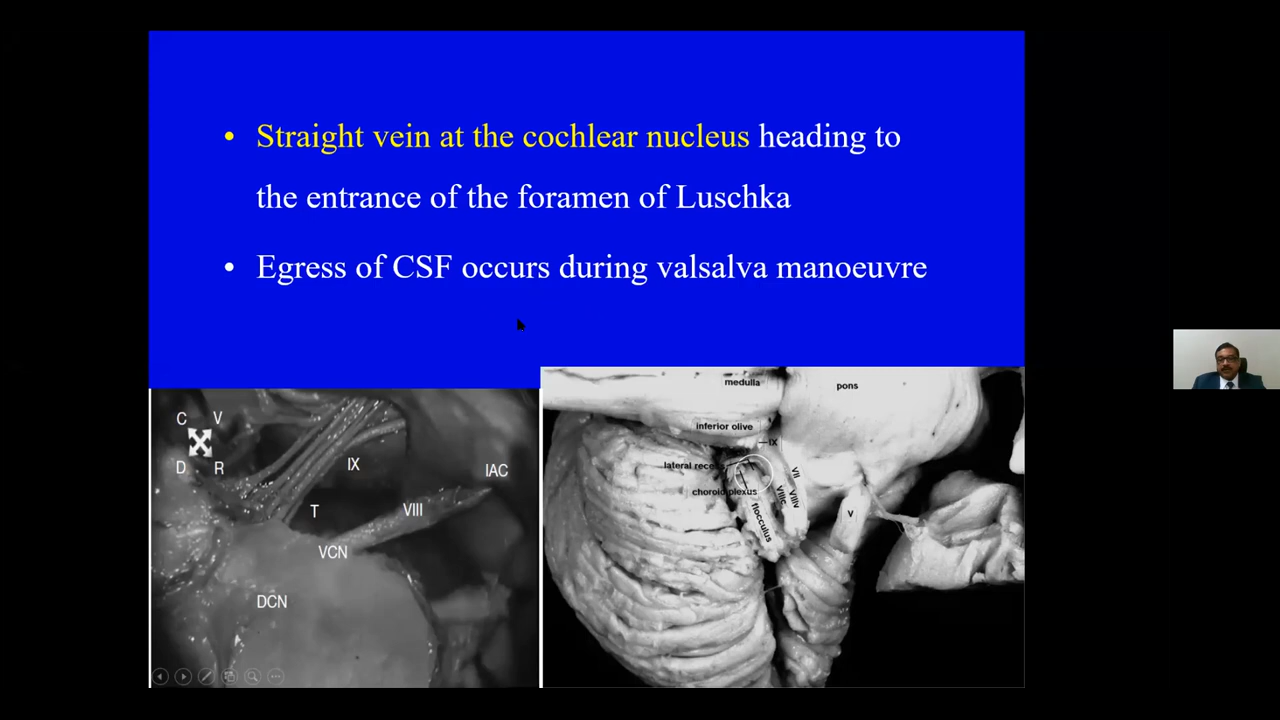 • Straight vein at the cochlear nucleus heading to
the entrance of the foramen of Luschka
• Egress of CSF occurs during valsalva manoeuvre
C V
D R
IX
IAC
T
VIII
VCN
DCN
medulla
pons
inferior olive
IX
lateral recess
VII
choroid plexus
VIIIc
VIIIv
flocculus
V